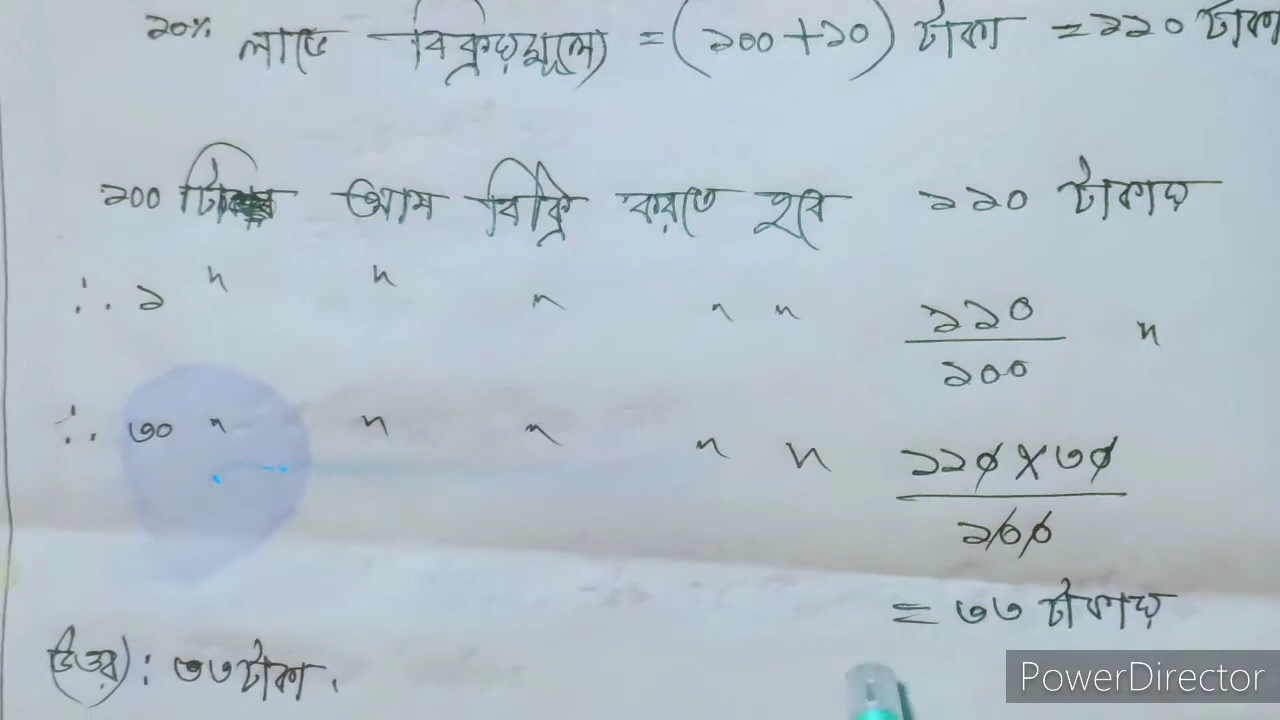 ১০% লাভে বিক্রয়মূল্য = (১০০+১০) টাকা = ১১০ টাকা
১০০ টি আম বিক্রি করতে হবে ১১০ টাকায়
∴ ১ " " " " " ১১০/১০০ "
∴ ৩০ " " " " " ১১০ X ৩০/১০০
= ৩৩ টাকায়
উত্তর : ৩৩ টাকা .
PowerDirector